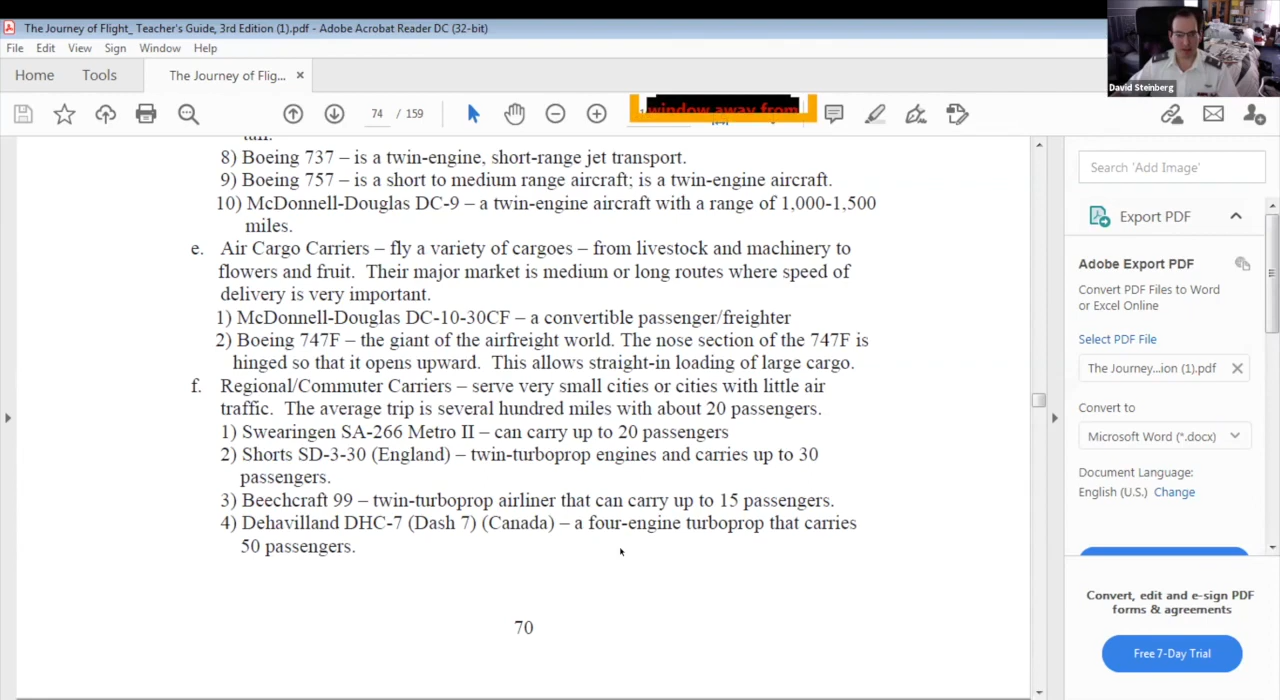 The Journey of Flight_ Teacher's Guide, 3rd Edition (1).pdf - Adobe Acrobat Reader DC (32-bit)
File Edit View Sign Window Help
Home Tools The Journey of Flig... ×
74 / 159
window away from
David Steinberg
8) Boeing 737 – is a twin-engine, short-range jet transport.
9) Boeing 757 – is a short to medium range aircraft; is a twin-engine aircraft.
10) McDonnell-Douglas DC-9 – a twin-engine aircraft with a range of 1,000-1,500
miles.
e. Air Cargo Carriers – fly a variety of cargoes – from livestock and machinery to
flowers and fruit. Their major market is medium or long routes where speed of
delivery is very important.
1) McDonnell-Douglas DC-10-30CF – a convertible passenger/freighter
2) Boeing 747F – the giant of the airfreight world. The nose section of the 747F is
hinged so that it opens upward. This allows straight-in loading of large cargo.
f. Regional/Commuter Carriers – serve very small cities or cities with little air
traffic. The average trip is several hundred miles with about 20 passengers.
1) Swearingen SA-266 Metro II – can carry up to 20 passengers
2) Shorts SD-3-30 (England) – twin-turboprop engines and carries up to 30
passengers.
3) Beechcraft 99 – twin-turboprop airliner that can carry up to 15 passengers.
4) Dehavilland DHC-7 (Dash 7) (Canada) – a four-engine turboprop that carries
50 passengers.
70
Search 'Add Image'
Export PDF
Adobe Export PDF
Convert PDF Files to Word
or Excel Online
Select PDF File
The Journey...ion (1).pdf
Convert to
Microsoft Word (*.docx)
Document Language:
English (U.S.) Change
Convert, edit and e-sign PDF
forms & agreements
Free 7-Day Trial